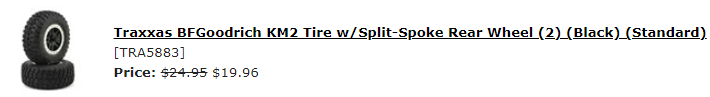 Traxxas BFGoodrich KM2 Tire w/Split-Spoke Rear Wheel (2) (Black) (Standard)
[TRA5883]
Price: $24.95 $19.96